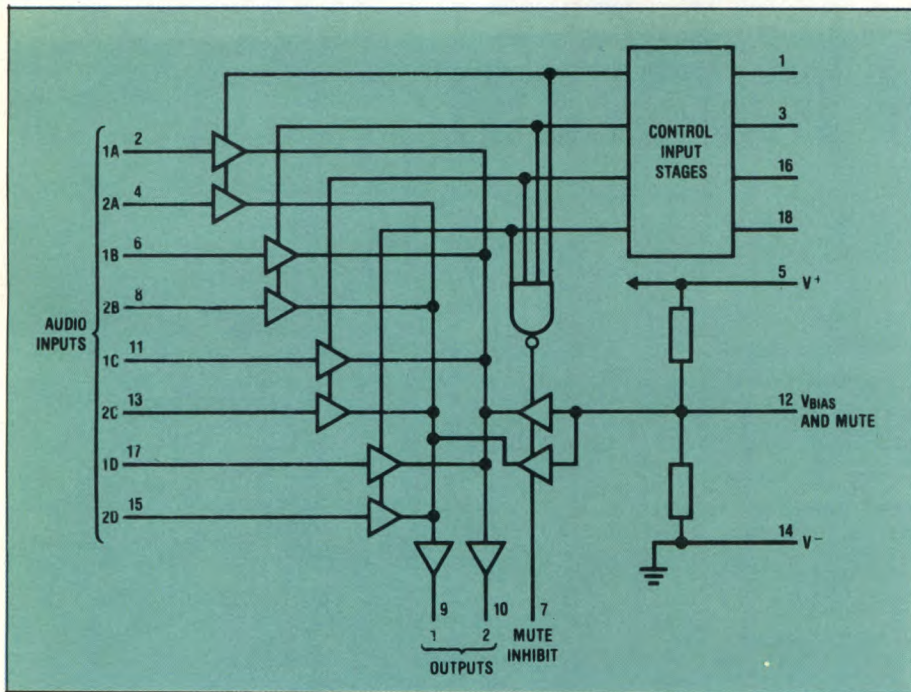 1
3
16
18
CONTROL
INPUT
STAGES
1A 2
2A 4
1B 6
2B 8
AUDIO
INPUTS
1C 11
2C 13
1D 17
2D 15
5 V+
12 VBIAS
AND MUTE
14 V−
9 10 7
1 2 MUTE
INHIBIT
OUTPUTS